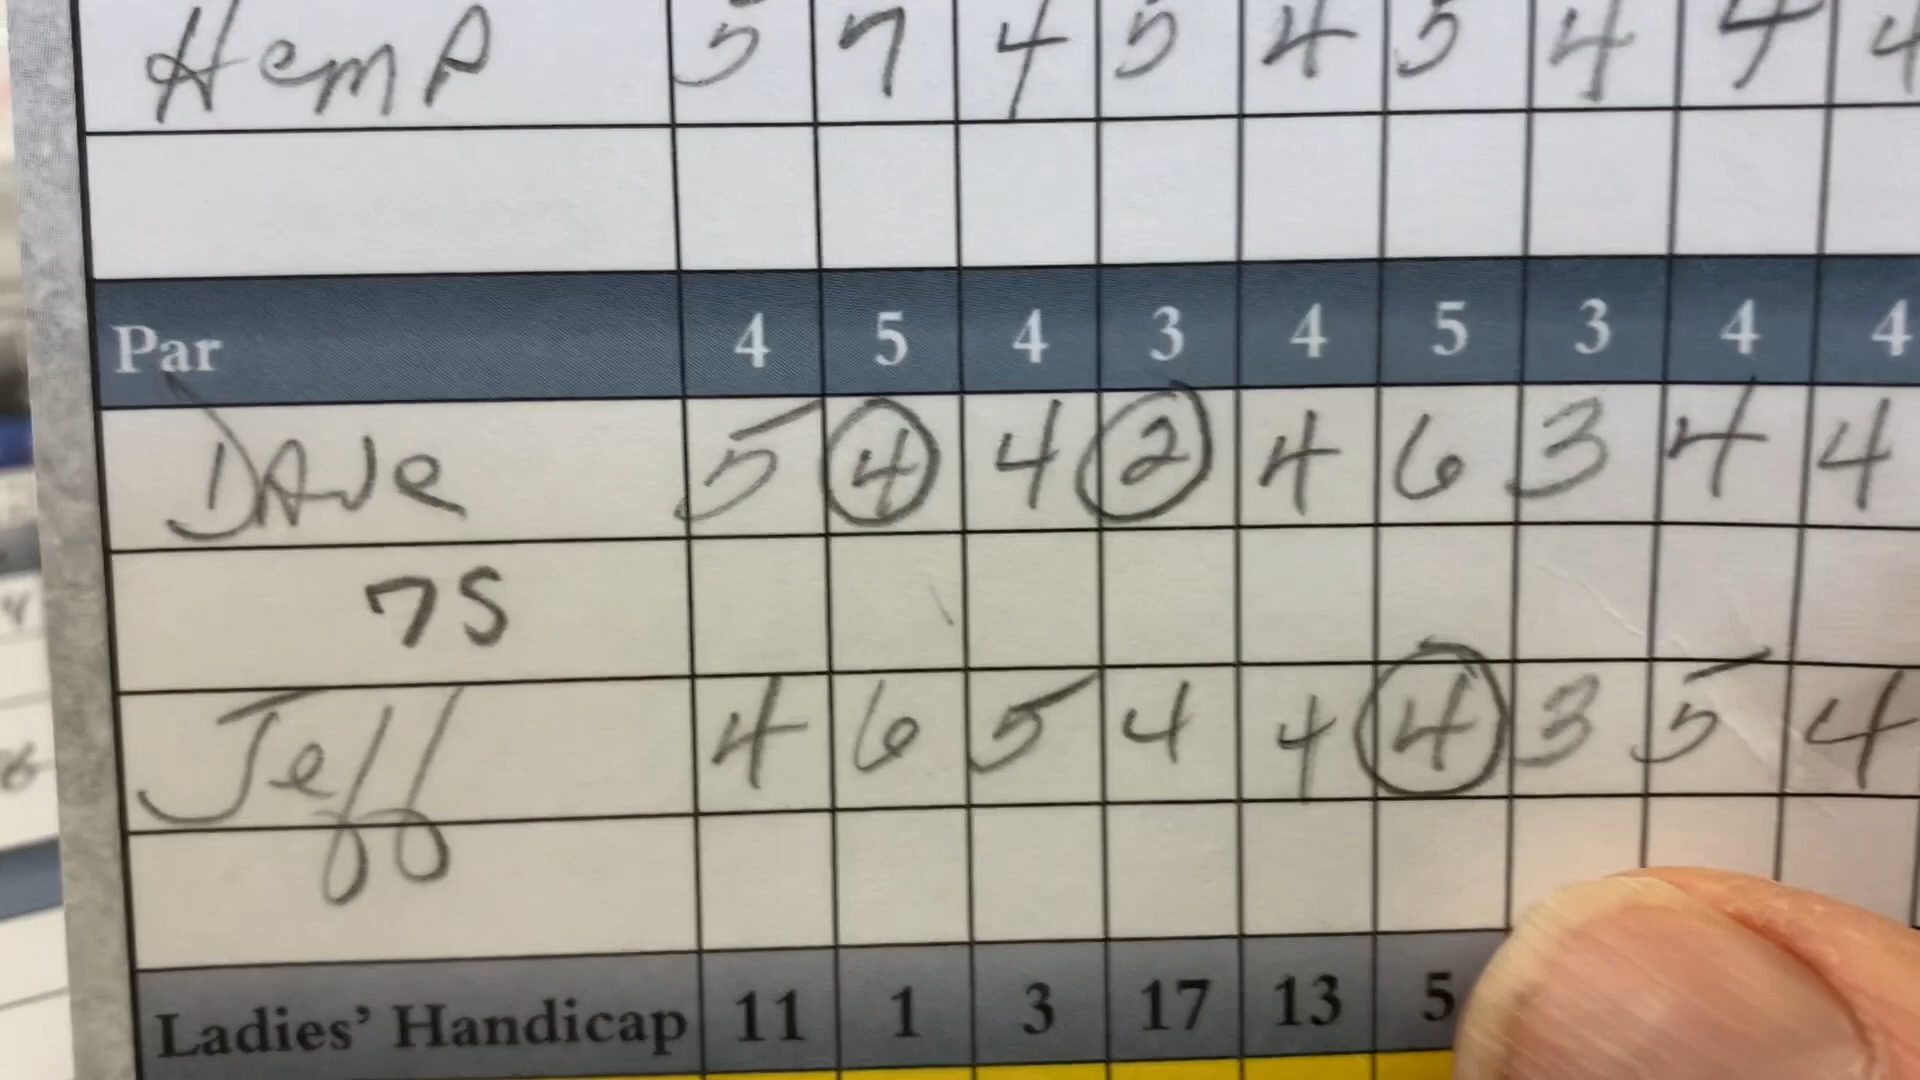 Hemp 5 7 4 5 4 5 4 4 4
Par 4 5 4 3 4 5 3 4 4
Dave 5 4 4 2 4 6 3 4 4
75
Jeff 4 6 5 4 4 4 3 5 4
Ladies' Handicap 11 1 3 17 13 5